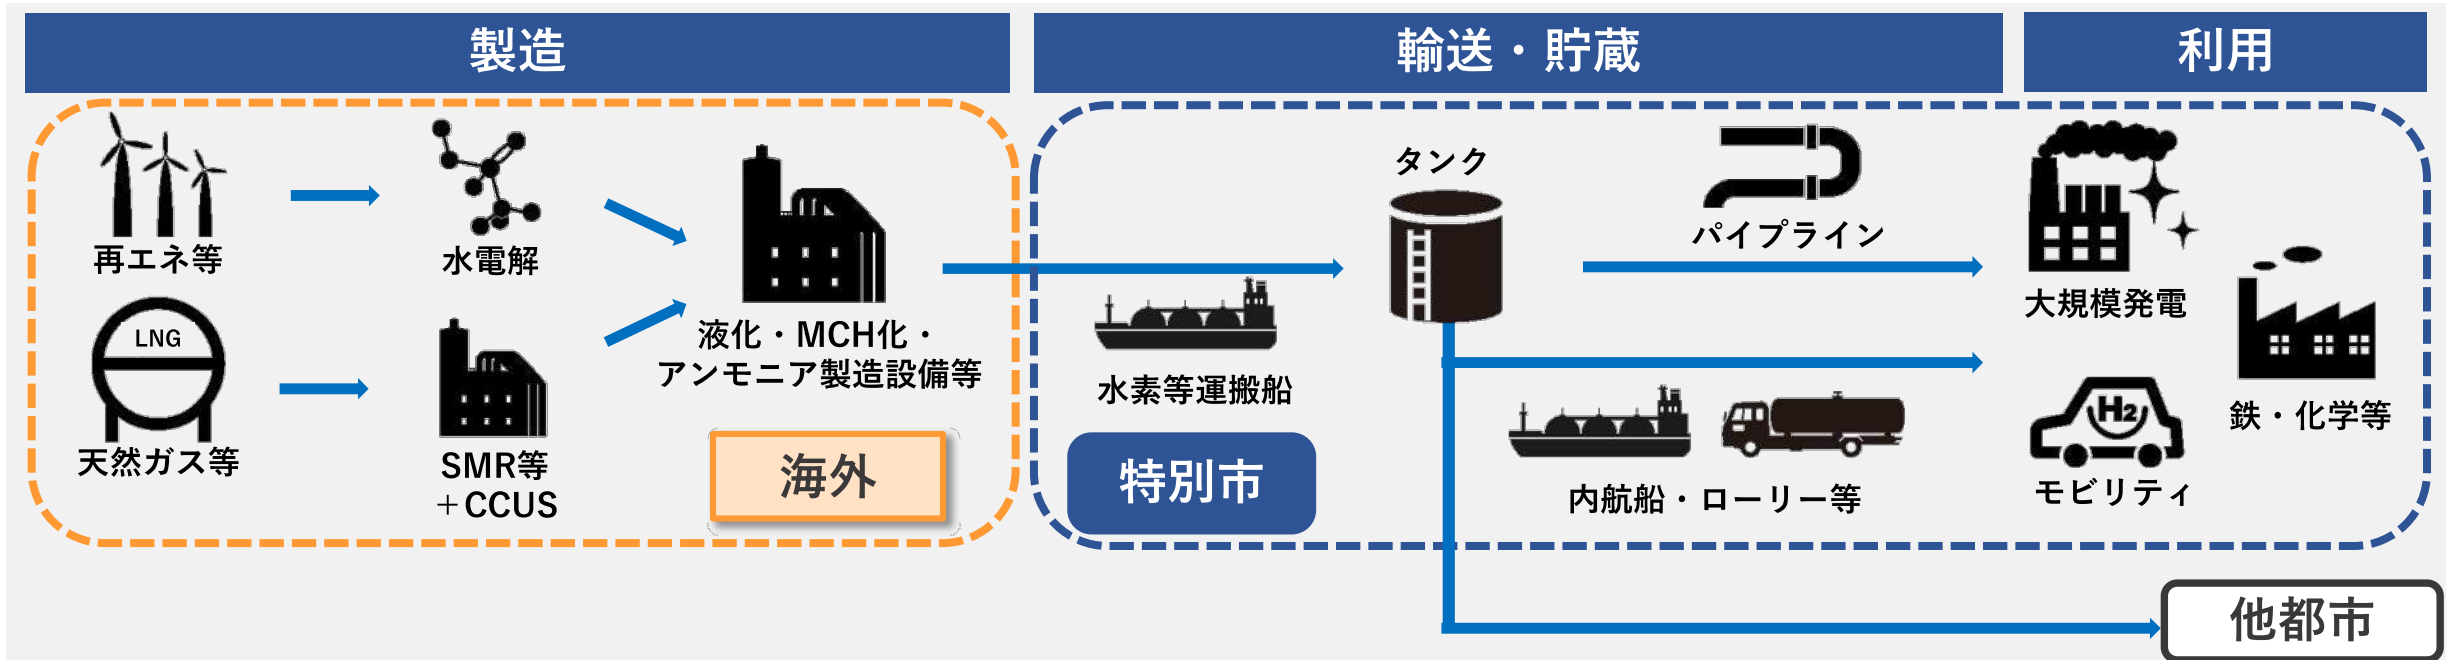 製造
輸送・貯蔵
利用
再エネ等
水電解
LNG
天然ガス等
SMR等
＋CCUS
液化・MCH化・
アンモニア製造設備等
海外
水素等運搬船
特別市
タンク
パイプライン
内航船・ローリー等
大規模発電
鉄・化学等
H2
モビリティ
他都市